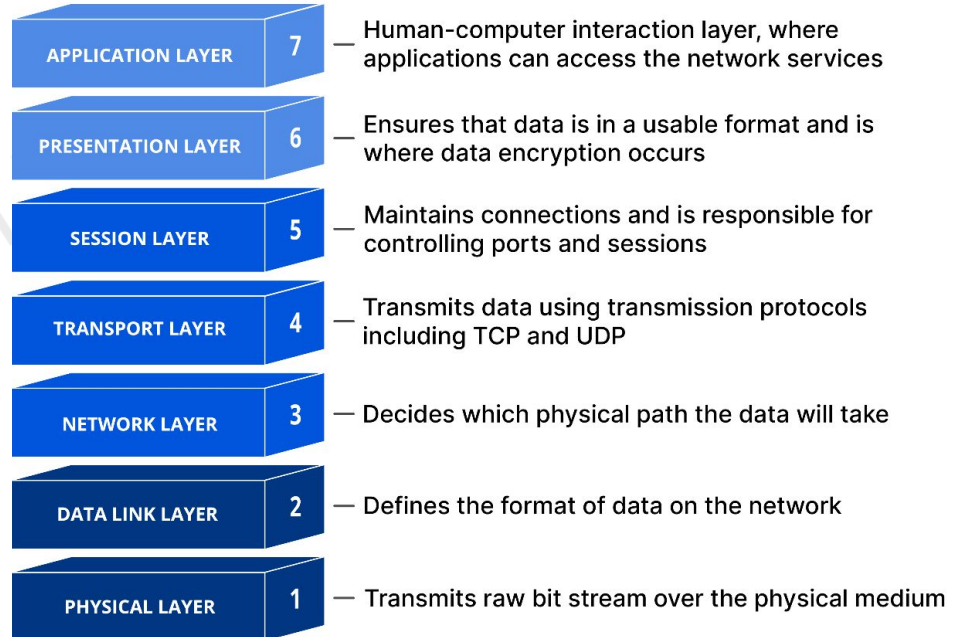 APPLICATION LAYER 7
Human-computer interaction layer, where
applications can access the network services
PRESENTATION LAYER 6
Ensures that data is in a usable format and is
where data encryption occurs
SESSION LAYER 5
Maintains connections and is responsible for
controlling ports and sessions
TRANSPORT LAYER 4
Transmits data using transmission protocols
including TCP and UDP
NETWORK LAYER 3
Decides which physical path the data will take
DATA LINK LAYER 2
Defines the format of data on the network
PHYSICAL LAYER 1
Transmits raw bit stream over the physical medium